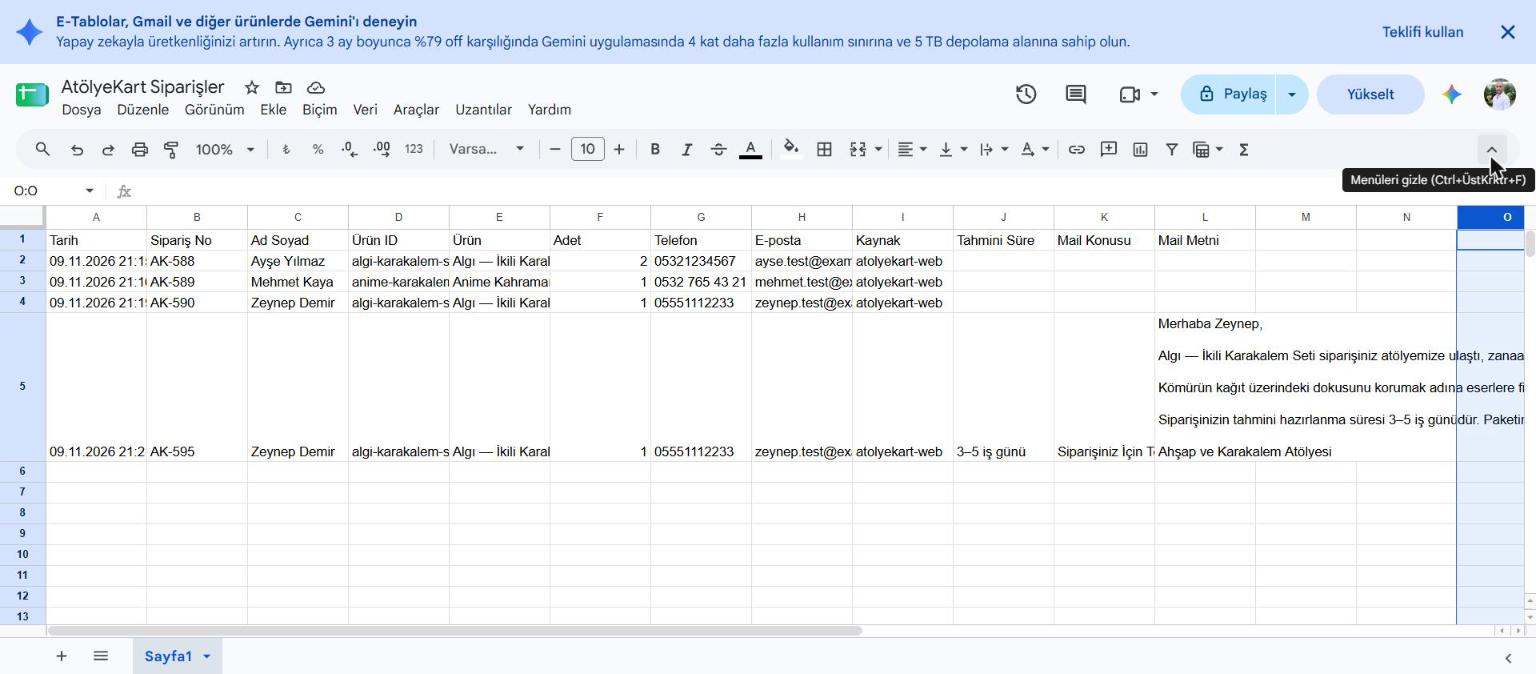 E-Tablolar, Gmail ve diğer ürünlerde Gemini'ı deneyin
Yapay zekayla üretkenliğinizi artırın. Ayrıca 3 ay boyunca %79 off karşılığında Gemini uygulamasında 4 kat daha fazla kullanım sınırına ve 5 TB depolama alanına sahip olun.
Teklifi kullan
AtölyeKart Siparişler
Dosya Düzenle Görünüm Ekle Biçim Veri Araçlar Uzantılar Yardım
Paylaş
Yükselt
100% ₺ % .0 .00 123 Varsa... 10 B I A A Σ
Menüleri gizle (Ctrl+ÜstKrktr+F)
O:O fx
A B C D E F G H I J K L M N O
1 Tarih Sipariş No Ad Soyad Ürün ID Ürün Adet Telefon E-posta Kaynak Tahmini Süre Mail Konusu Mail Metni
2 09.11.2026 21:1 AK-588 Ayşe Yılmaz algi-karakalem-s Algı — İkili Karal 2 05321234567 ayse.test@exam atolyekart-web
3 09.11.2026 21:1 AK-589 Mehmet Kaya anime-karakalem Anime Kahrama 1 0532 765 43 21 mehmet.test@ex atolyekart-web
4 09.11.2026 21:1 AK-590 Zeynep Demir algi-karakalem-s Algı — İkili Karal 1 05551112233 zeynep.test@ex atolyekart-web
Merhaba Zeynep,
Algı — İkili Karakalem Seti siparişiniz atölyemize ulaştı, zanaa
5
Kömürün kağıt üzerindeki dokusunu korumak adına eserlere fi
Siparişinizin tahmini hazırlanma süresi 3–5 iş günüdür. Paketin
09.11.2026 21:2 AK-595 Zeynep Demir algi-karakalem-s Algı — İkili Karal 1 05551112233 zeynep.test@ex atolyekart-web 3–5 iş günü Siparişiniz İçin T Ahşap ve Karakalem Atölyesi
6
7
8
9
10
11
12
13
Sayfa1